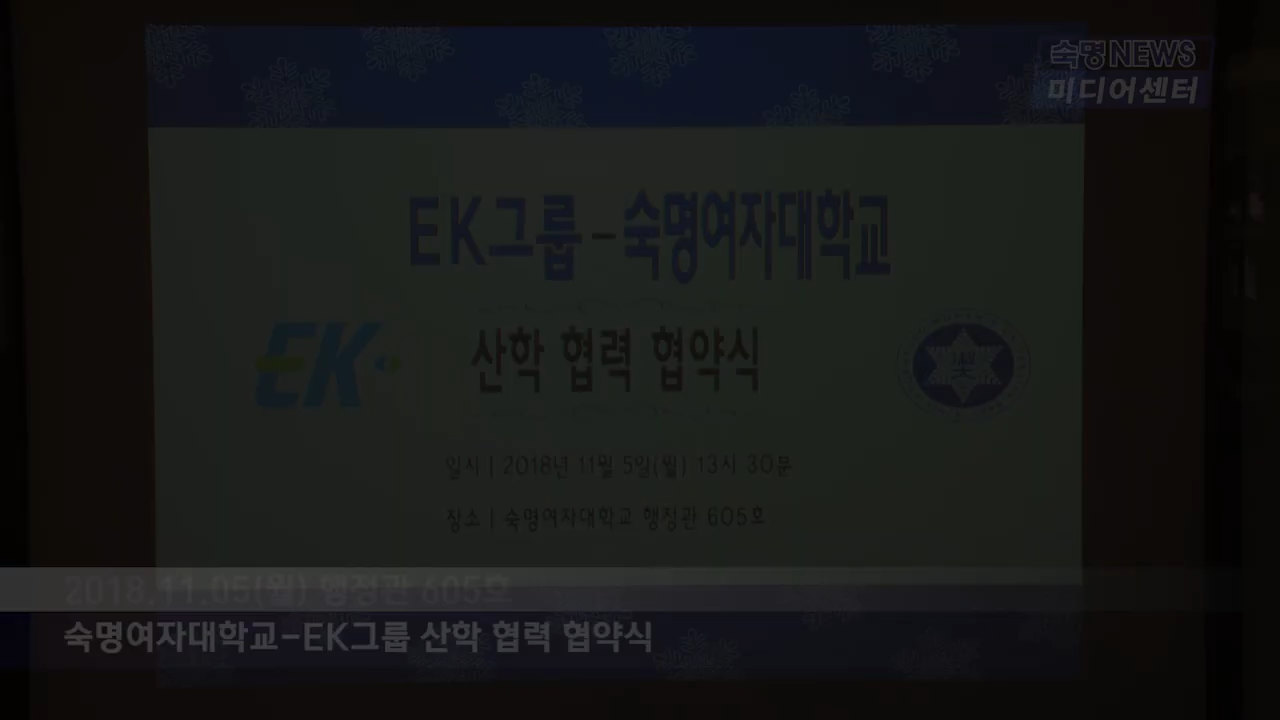 숙명NEWS
미디어센터
EK그룹-숙명여자대학교
EK
산학 협력 협약식
일시 | 2018년 11월 5일(월) 13시 30분
장소 | 숙명여자대학교 행정관 605호
2018.11.05(월) 행정관 605호
숙명여자대학교-EK그룹 산학 협력 협약식